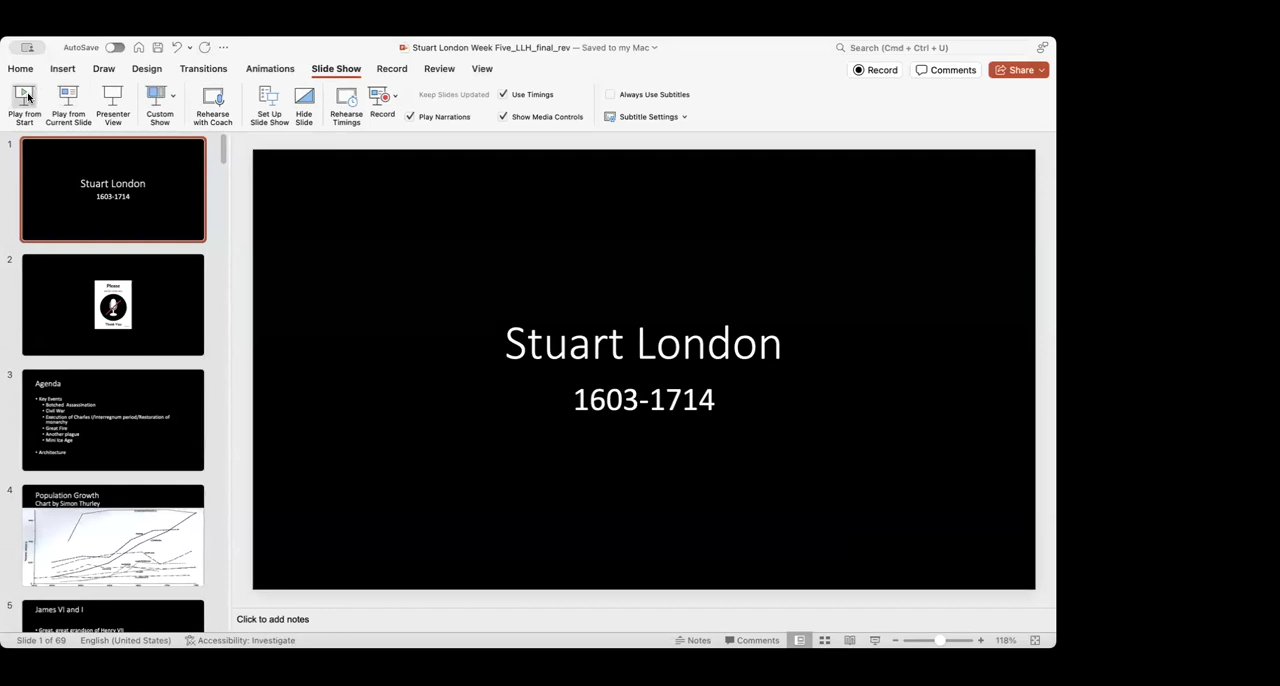 AutoSave
Stuart London Week Five_LLH_final_rev — Saved to my Mac
Search (Cmd + Ctrl + U)
Home Insert Draw Design Transitions Animations Slide Show Record Review View
Record Comments Share
Play from Start
Play from Current Slide
Presenter View
Custom Show
Rehearse with Coach
Set Up Slide Show
Hide Slide
Rehearse Timings
Record
Keep Slides Updated
Use Timings
Play Narrations
Show Media Controls
Always Use Subtitles
Subtitle Settings
1
Stuart London
1603-1714
2
Please
Thank You
3
Agenda
• Key Events
• Botched Assassination
• Civil War
• Execution of Charles I/Interregnum period/Restoration of
monarchy
• Great Fire
• Another plague
• Mini Ice Age
• Architecture
4
Population Growth
Chart by Simon Thurley
5
James VI and I
• Great, great grandson of Henry VII
Stuart London
1603-1714
Click to add notes
Slide 1 of 69 English (United States) Accessibility: Investigate
Notes Comments 118%